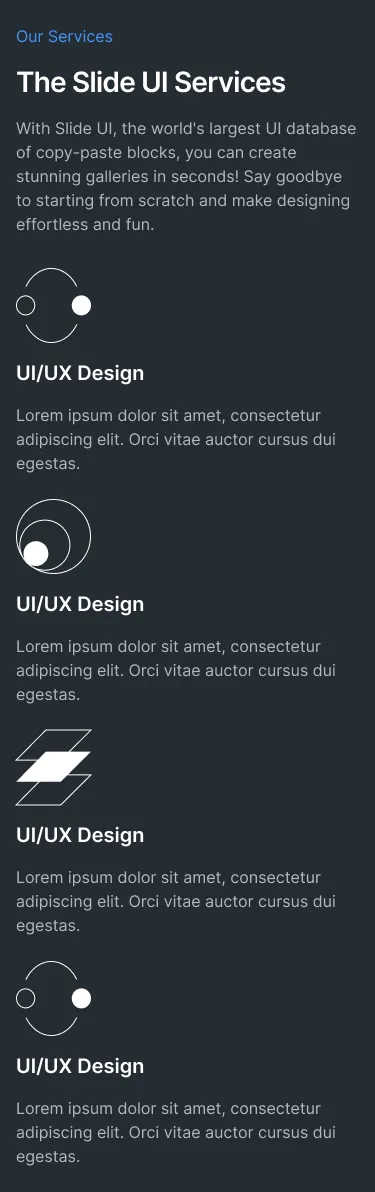 Our Services
The Slide UI Services
With Slide UI, the world's largest UI database
of copy-paste blocks, you can create
stunning galleries in seconds! Say goodbye
to starting from scratch and make designing
effortless and fun.
UI/UX Design
Lorem ipsum dolor sit amet, consectetur
adipiscing elit. Orci vitae auctor cursus dui
egestas.
UI/UX Design
Lorem ipsum dolor sit amet, consectetur
adipiscing elit. Orci vitae auctor cursus dui
egestas.
UI/UX Design
Lorem ipsum dolor sit amet, consectetur
adipiscing elit. Orci vitae auctor cursus dui
egestas.
UI/UX Design
Lorem ipsum dolor sit amet, consectetur
adipiscing elit. Orci vitae auctor cursus dui
egestas.